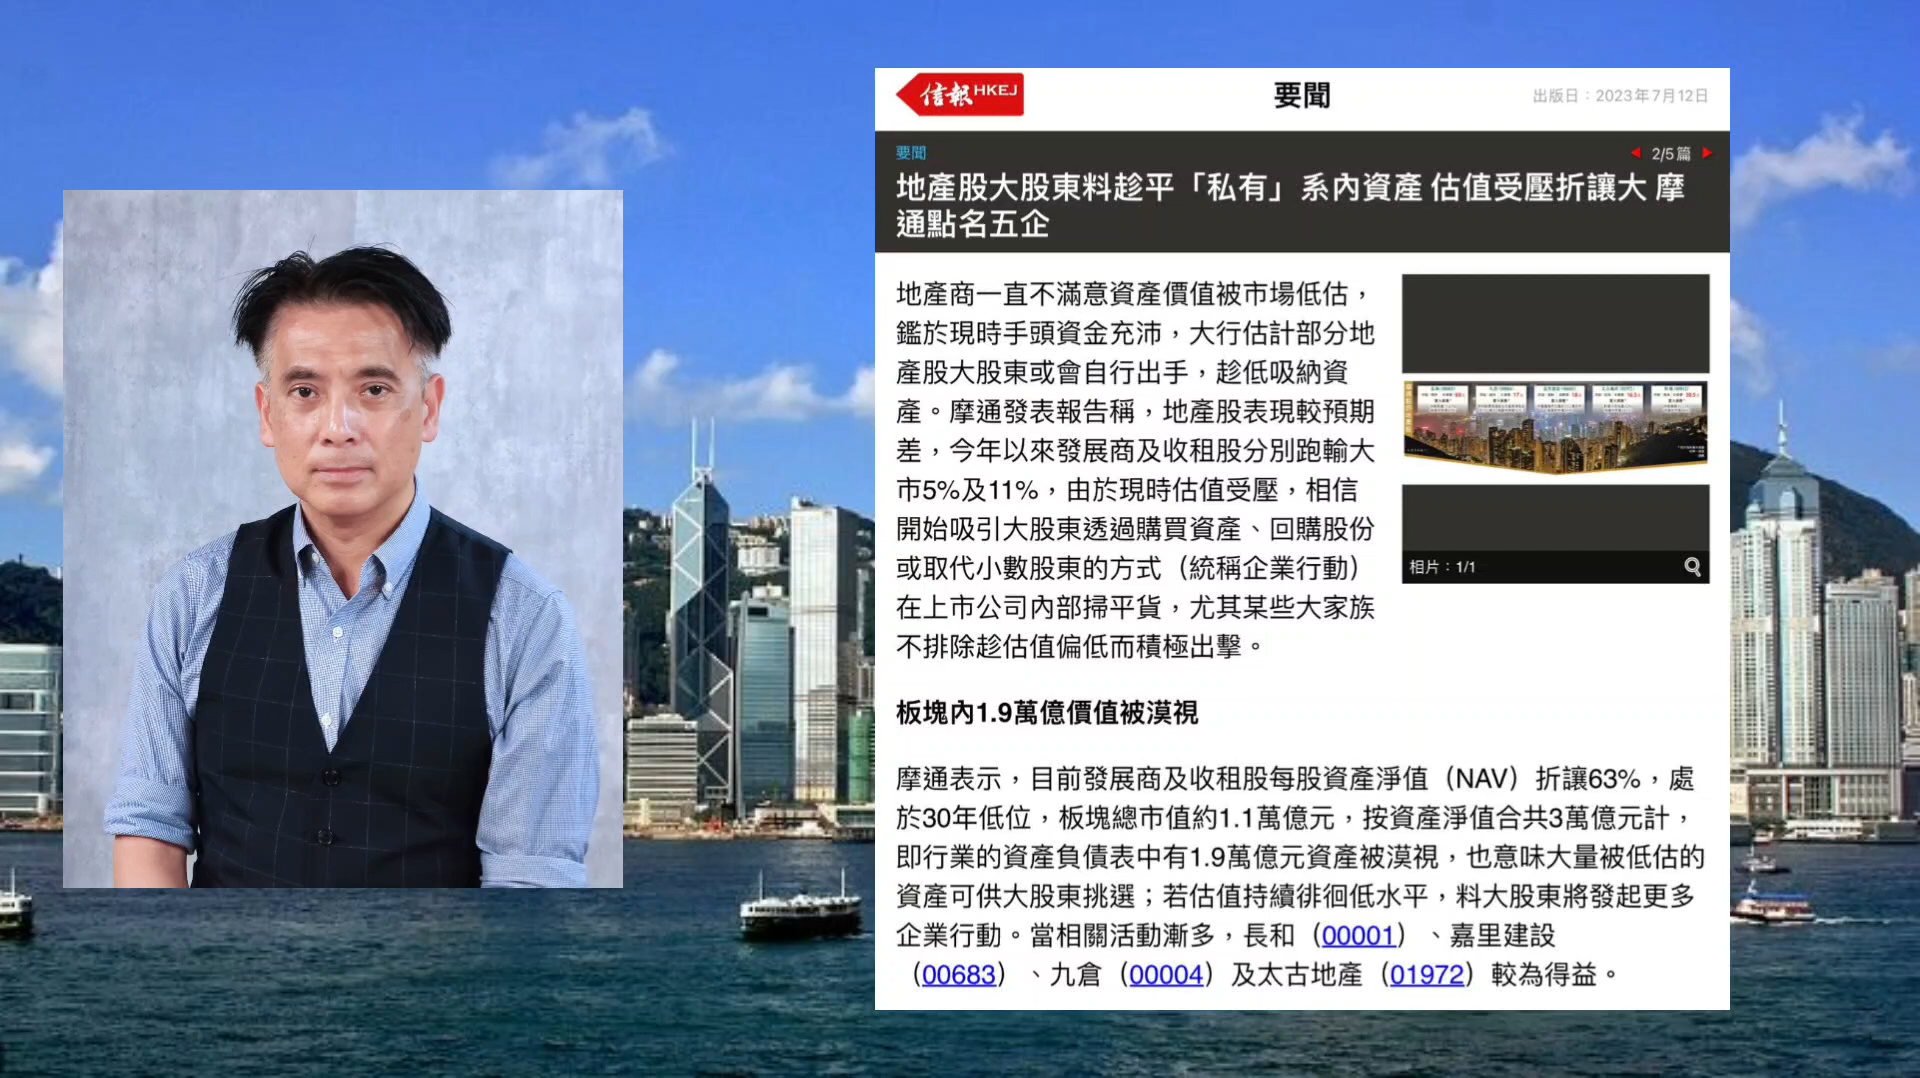 信報HKEJ
要聞
出版日：2023年7月12日
要聞
2/5篇
地產股大股東料趁平「私有」系內資產 估值受壓折讓大 摩
通點名五企
地產商一直不滿意資產價值被市場低估，
鑑於現時手頭資金充沛，大行估計部分地
產股大股東或會自行出手，趁低吸納資
產。摩通發表報告稱，地產股表現較預期
差，今年以來發展商及收租股分別跑輸大
市5%及11%，由於現時估值受壓，相信
開始吸引大股東透過購買資產、回購股份
或取代小數股東的方式（統稱企業行動）
在上市公司內部掃平貨，尤其某些大家族
不排除趁估值偏低而積極出擊。
相片：1/1
板塊內1.9萬億價值被漠視
摩通表示，目前發展商及收租股每股資產淨值（NAV）折讓63%，處
於30年低位，板塊總市值約1.1萬億元，按資產淨值合共3萬億元計，
即行業的資產負債表中有1.9萬億元資產被漠視，也意味大量被低估的
資產可供大股東挑選；若估值持續徘徊低水平，料大股東將發起更多
企業行動。當相關活動漸多，長和（00001）、嘉里建設
（00683）、九倉（00004）及太古地產（01972）較為得益。